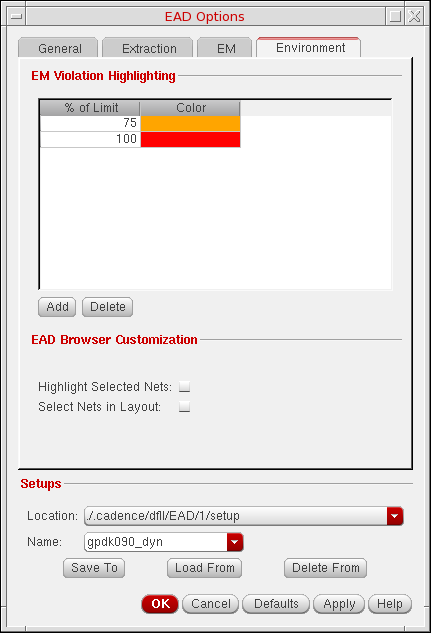 EAD Options
General Extraction EM Environment
EM Violation Highlighting
% of Limit Color
75
100
Add Delete
EAD Browser Customization
Highlight Selected Nets:
Select Nets in Layout:
Setups
Location: ./.cadence/dfII/EAD/1/setup
Name: gpdk090_dyn
Save To Load From Delete From
OK Cancel Defaults Apply Help